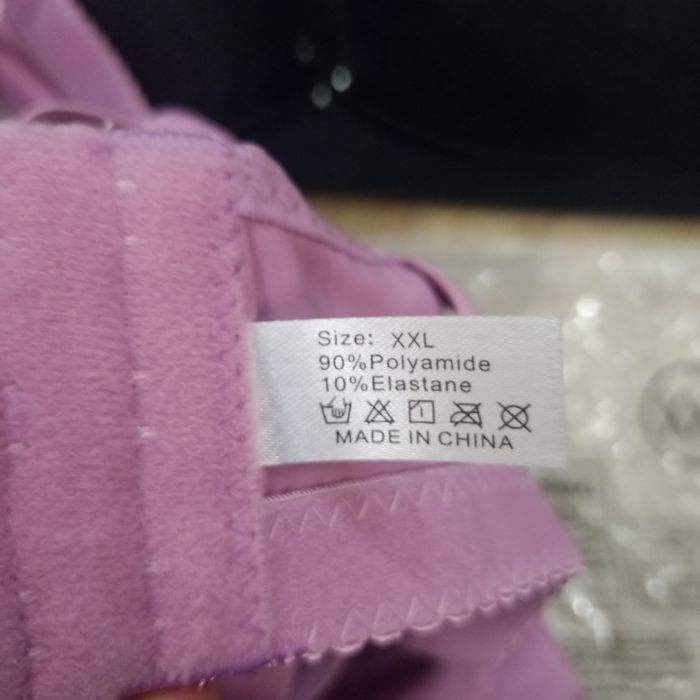 Size: XXL
90%Polyamide
10%Elastane
MADE IN CHINA